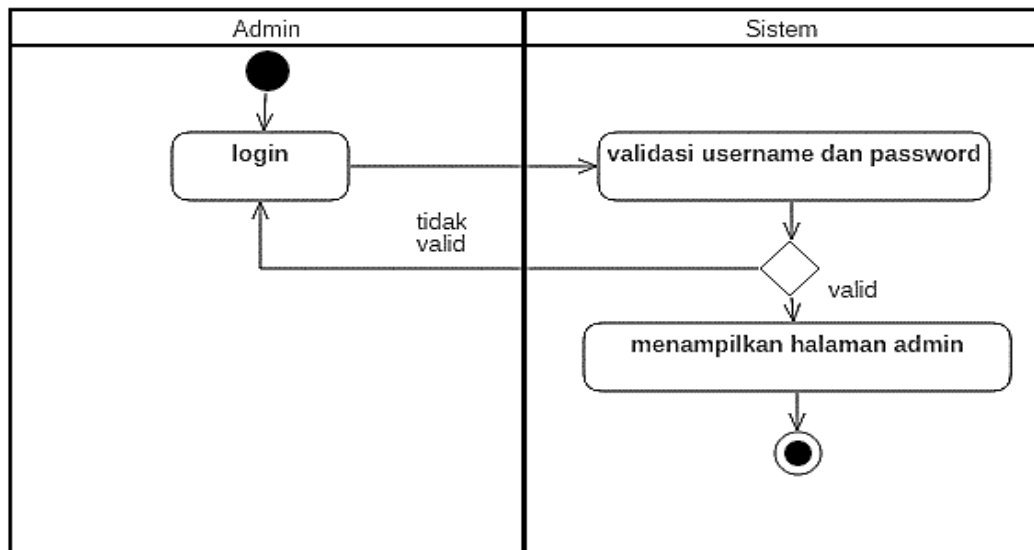 Admin
Sistem
login
validasi username dan password
tidak
valid
valid
menampilkan halaman admin